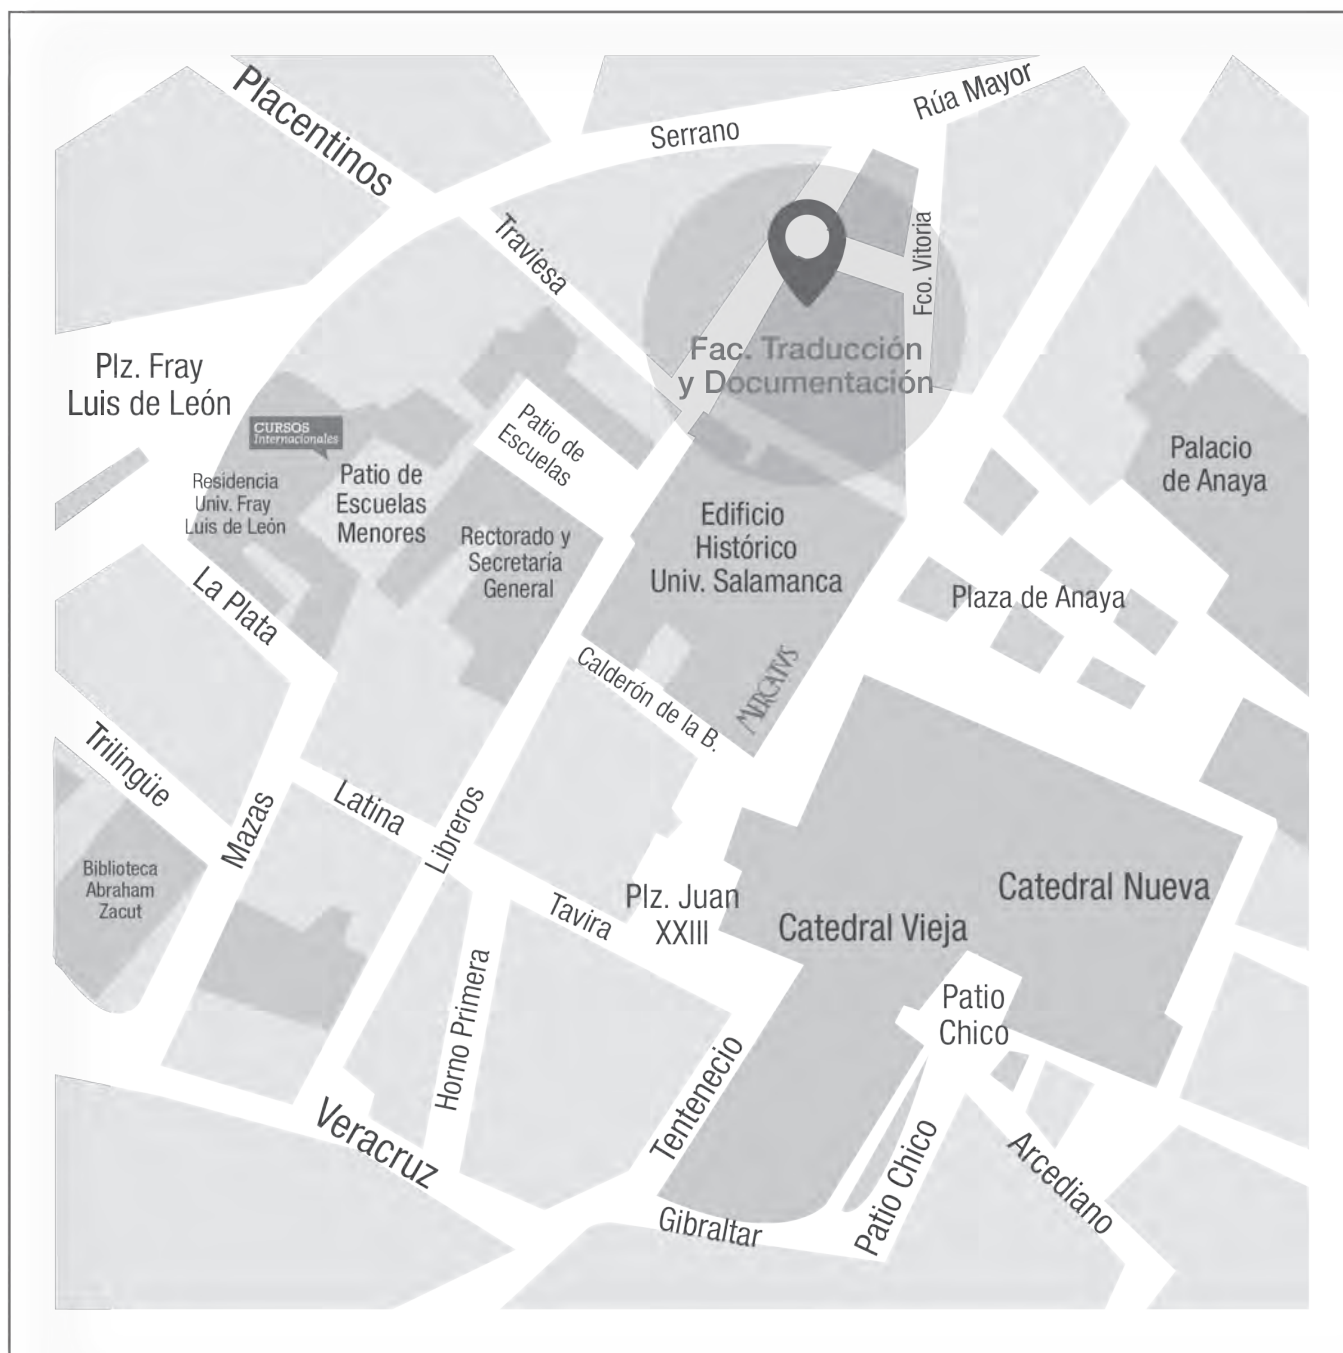 Placentinos
Serrano
Rúa Mayor
Traviesa
Fco. Vitoria
Fac. Traducción
y Documentación
Plz. Fray
Luis de León
CURSOS
Internacionales
Patio de
Escuelas
Residencia
Univ. Fray
Luis de León
Patio de
Escuelas
Menores
Rectorado y
Secretaría
General
Edificio
Histórico
Univ. Salamanca
Palacio
de Anaya
Plaza de Anaya
La Plata
Calderón de la B.
MERCATVS
Trilingüe
Mazas
Latina
Libreros
Biblioteca
Abraham
Zacut
Tavira
Plz. Juan
XXIII
Catedral Vieja
Catedral Nueva
Horno Primera
Patio
Chico
Tentenecio
Veracruz
Gibraltar
Patio Chico
Arcediano